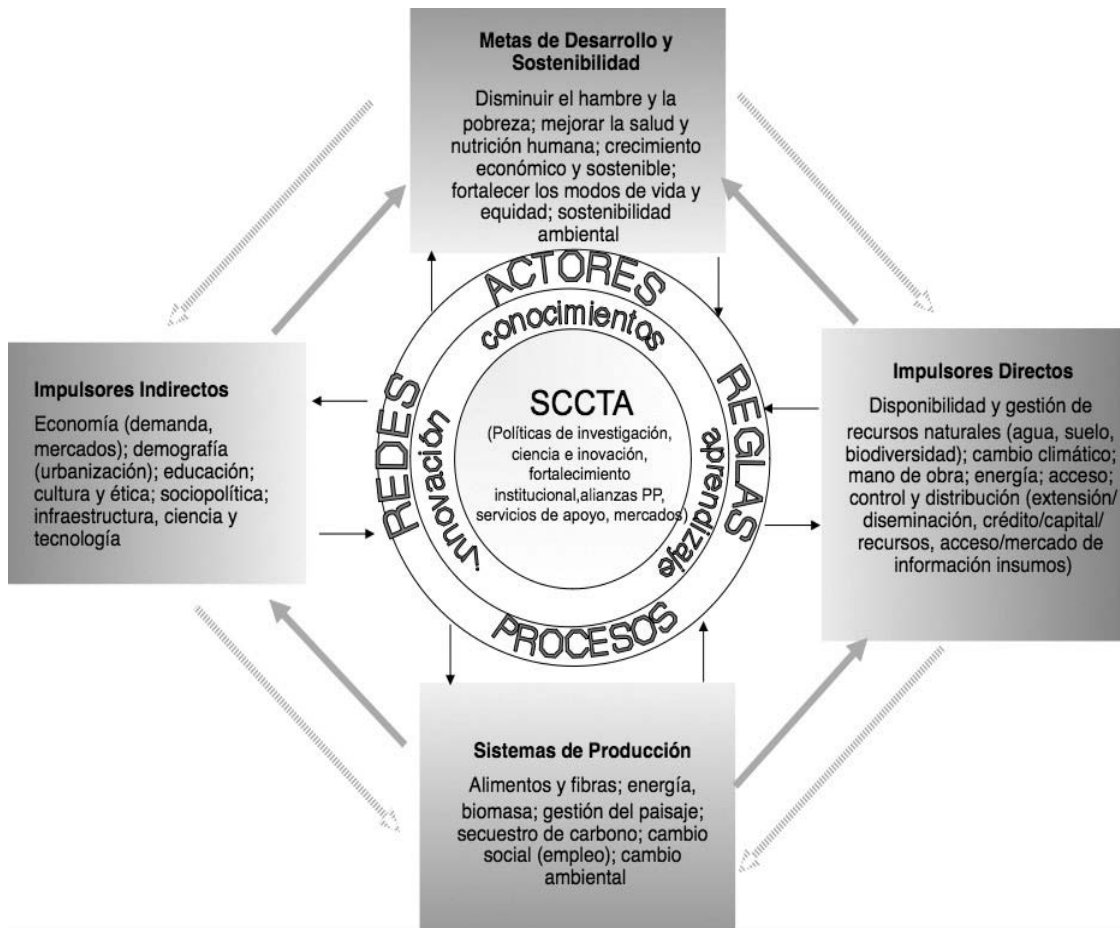 Metas de Desarrollo y
Sostenibilidad
Disminuir el hambre y la
pobreza; mejorar la salud y
nutrición humana; crecimiento
económico y sostenible;
fortalecer los modos de vida y
equidad; sostenibilidad
ambiental
Impulsores Indirectos
Economía (demanda,
mercados); demografía
(urbanización); educación;
cultura y ética; sociopolítica;
infraestructura, ciencia y
tecnología
ACTORES
REDES
REGLAS
PROCESOS
conocimientos
innovación
aprendizaje
SCCTA
(Políticas de investigación,
ciencia e inovación,
fortalecimiento
institucional,alianzas PP,
servicios de apoyo, mercados)
Impulsores Directos
Disponibilidad y gestión de
recursos naturales (agua, suelo,
biodiversidad); cambio climático;
mano de obra; energía; acceso;
control y distribución (extensión/
diseminación, crédito/capital/
recursos, acceso/mercado de
información insumos)
Sistemas de Producción
Alimentos y fibras; energía,
biomasa; gestión del paisaje;
secuestro de carbono; cambio
social (empleo); cambio
ambiental